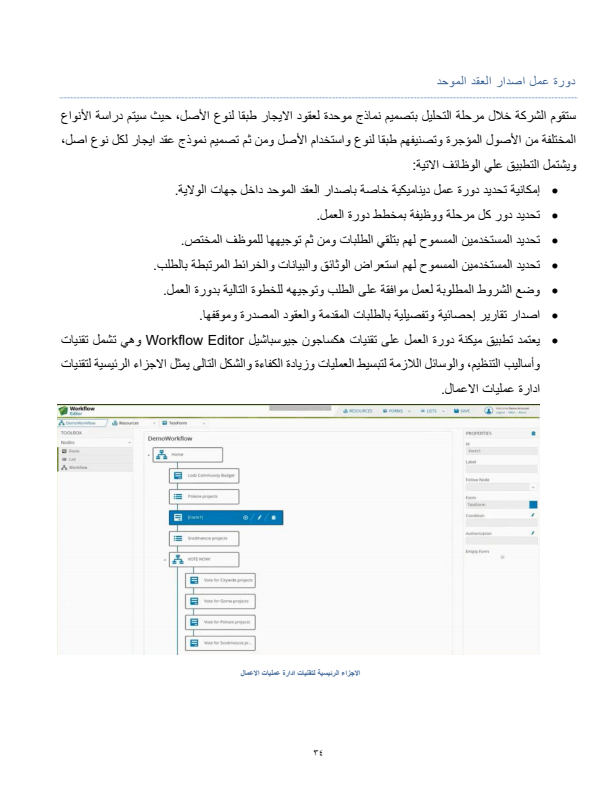 دورة عمل اصدار العقد الموحد
ستقوم الشركة خلال مرحلة التحليل بتصميم نماذج موحدة لعقود الايجار طبقا لنوع الأصل، حيث سيتم دراسة الأنواع
المختلفة من الأصول المؤجرة وتصنيفهم طبقا لنوع واستخدام الأصل ومن ثم تصميم نموذج عقد ايجار لكل نوع اصل،
ويشتمل التطبيق علي الوظائف الاتية:
• إمكانية تحديد دورة عمل ديناميكية خاصة باصدار العقد الموحد داخل جهات الولاية.
• تحديد دور كل مرحلة ووظيفة بمخطط دورة العمل.
• تحديد المستخدمين المسموح لهم بتلقي الطلبات ومن ثم توجيهها للموظف المختص.
• تحديد المستخدمين المسموح لهم استعراض الوثائق والبيانات والخرائط المرتبطة بالطلب.
• وضع الشروط المطلوبة لعمل موافقة على الطلب وتوجيهه للخطوة التالية بدورة العمل.
• اصدار تقارير إحصائية وتفصيلية بالطلبات المقدمة والعقود المصدرة وموقفها.
• يعتمد تطبيق ميكنة دورة العمل على تقنيات هكساجون جيوسباشيل Workflow Editor وهي تشمل تقنيات
وأساليب التنظيم، والوسائل اللازمة لتبسيط العمليات وزيادة الكفاءة والشكل التالى يمثل الاجزاء الرئيسية لتقنيات
ادارة عمليات الاعمال.
Workflow
Editor
RESOURCES FORMS LISTS SAVE
DemoWorkflow Resources TestForm
TOOLBOX
Nodes
Form
List
Workflow
DemoWorkflow
Home
Lodz Community Budget
Polesie projects
(Form1)
Srodmiescie projects
VOTE NOW!
Vote for Citywide projects
Vote for Gorna projects
Vote for Polesie projects
Vote for Srodmiescie pr...
PROPERTIES
Id
Form1
Label
Follow Node
Form
TestForm
Condition
Authorization
Empty Form
الاجزاء الرئيسية لتقنيات ادارة عمليات الاعمال
٣٤